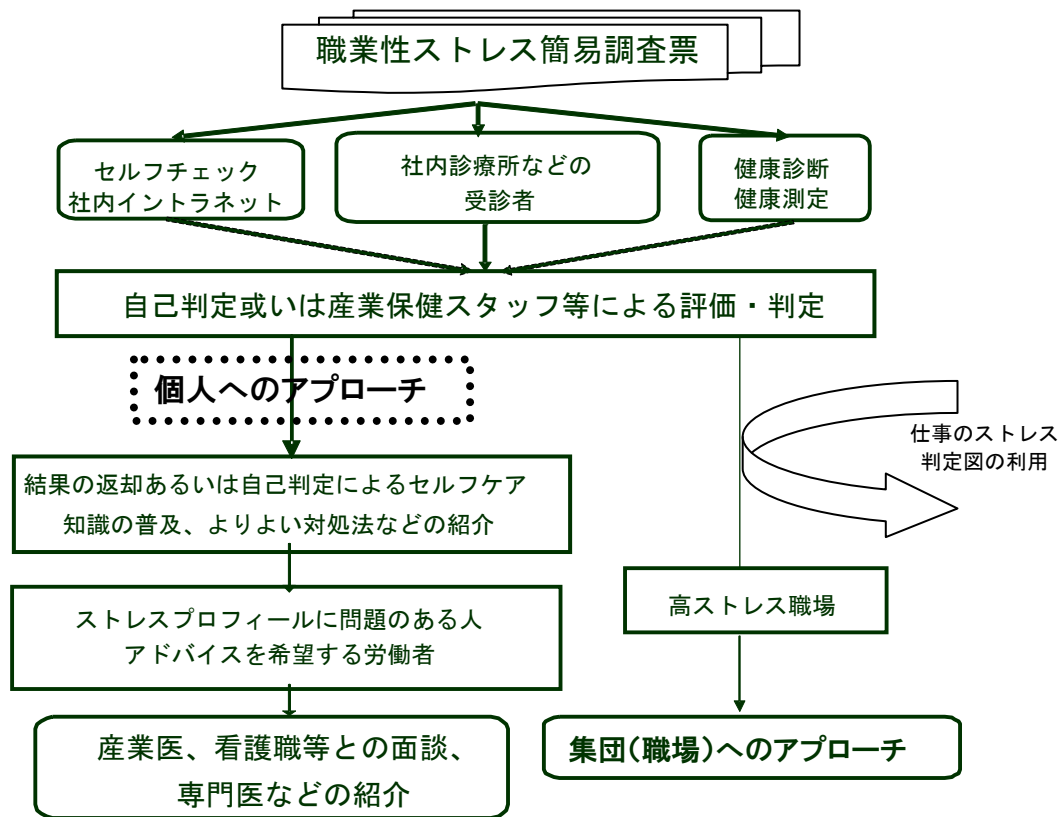 職業性ストレス簡易調査票
セルフチェック
社内イントラネット
社内診療所などの
受診者
健康診断
健康測定
自己判定或いは産業保健スタッフ等による評価・判定
個人へのアプローチ
仕事のストレス
判定図の利用
結果の返却あるいは自己判定によるセルフケア
知識の普及、よりよい対処法などの紹介
ストレスプロフィールに問題のある人
アドバイスを希望する労働者
高ストレス職場
産業医、看護職等との面談、
専門医などの紹介
集団(職場)へのアプローチ